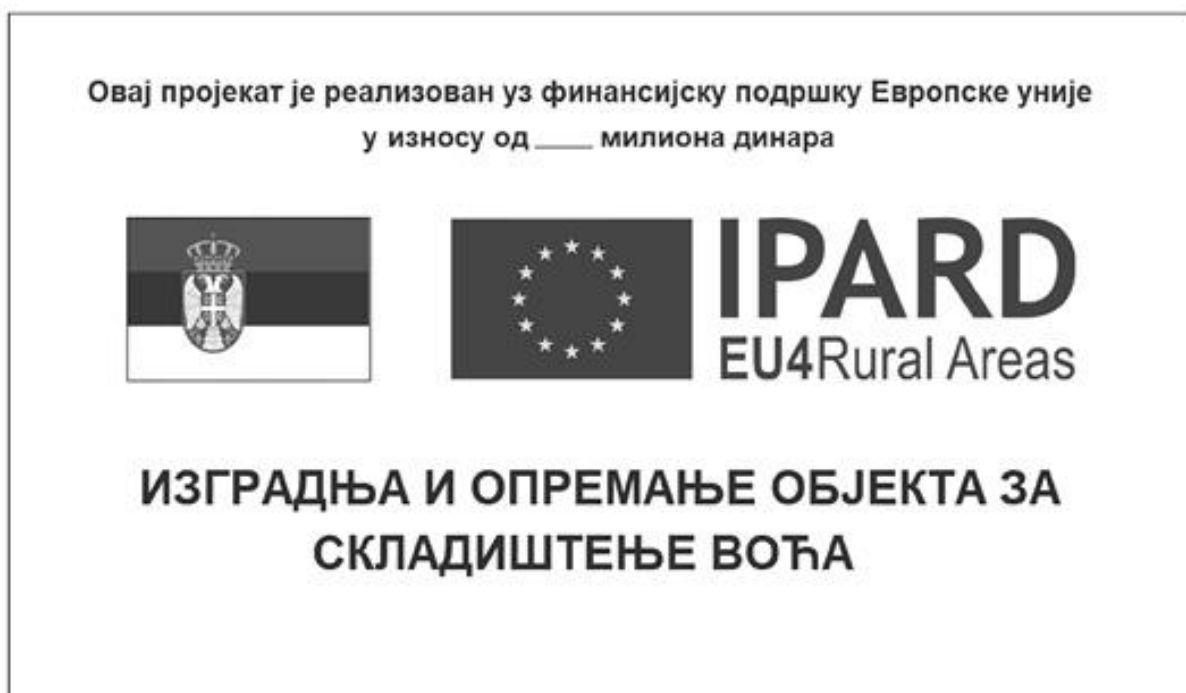 Овај пројекат је реализован уз финансијску подршку Европске уније
у износу од ____ милиона динара
IPARD
EU4Rural Areas
ИЗГРАДЊА И ОПРЕМАЊЕ ОБЈЕКТА ЗА
СКЛАДИШТЕЊЕ ВОЋА